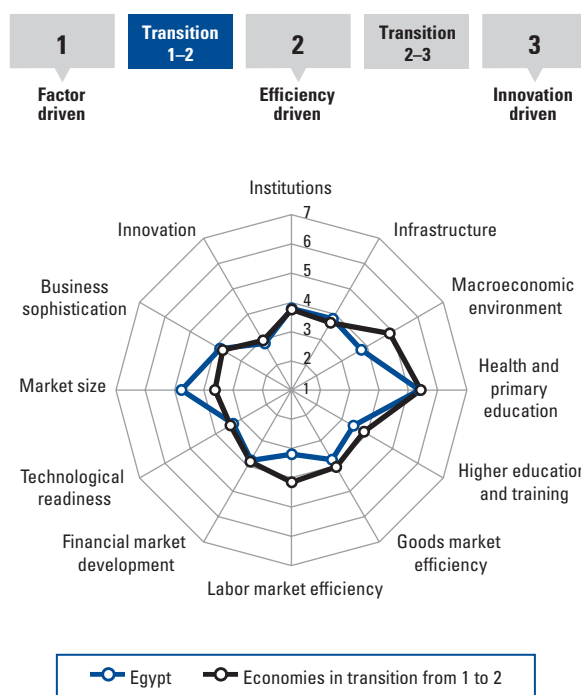 1
Transition
1–2
2
Transition
2–3
3
Factor
driven
Efficiency
driven
Innovation
driven
Institutions
Innovation
Infrastructure
Business
sophistication
Macroeconomic
environment
Market size
Health and
primary
education
Technological
readiness
Higher education
and training
Financial market
development
Goods market
efficiency
Labor market efficiency
7
6
5
4
3
2
1
Egypt
Economies in transition from 1 to 2